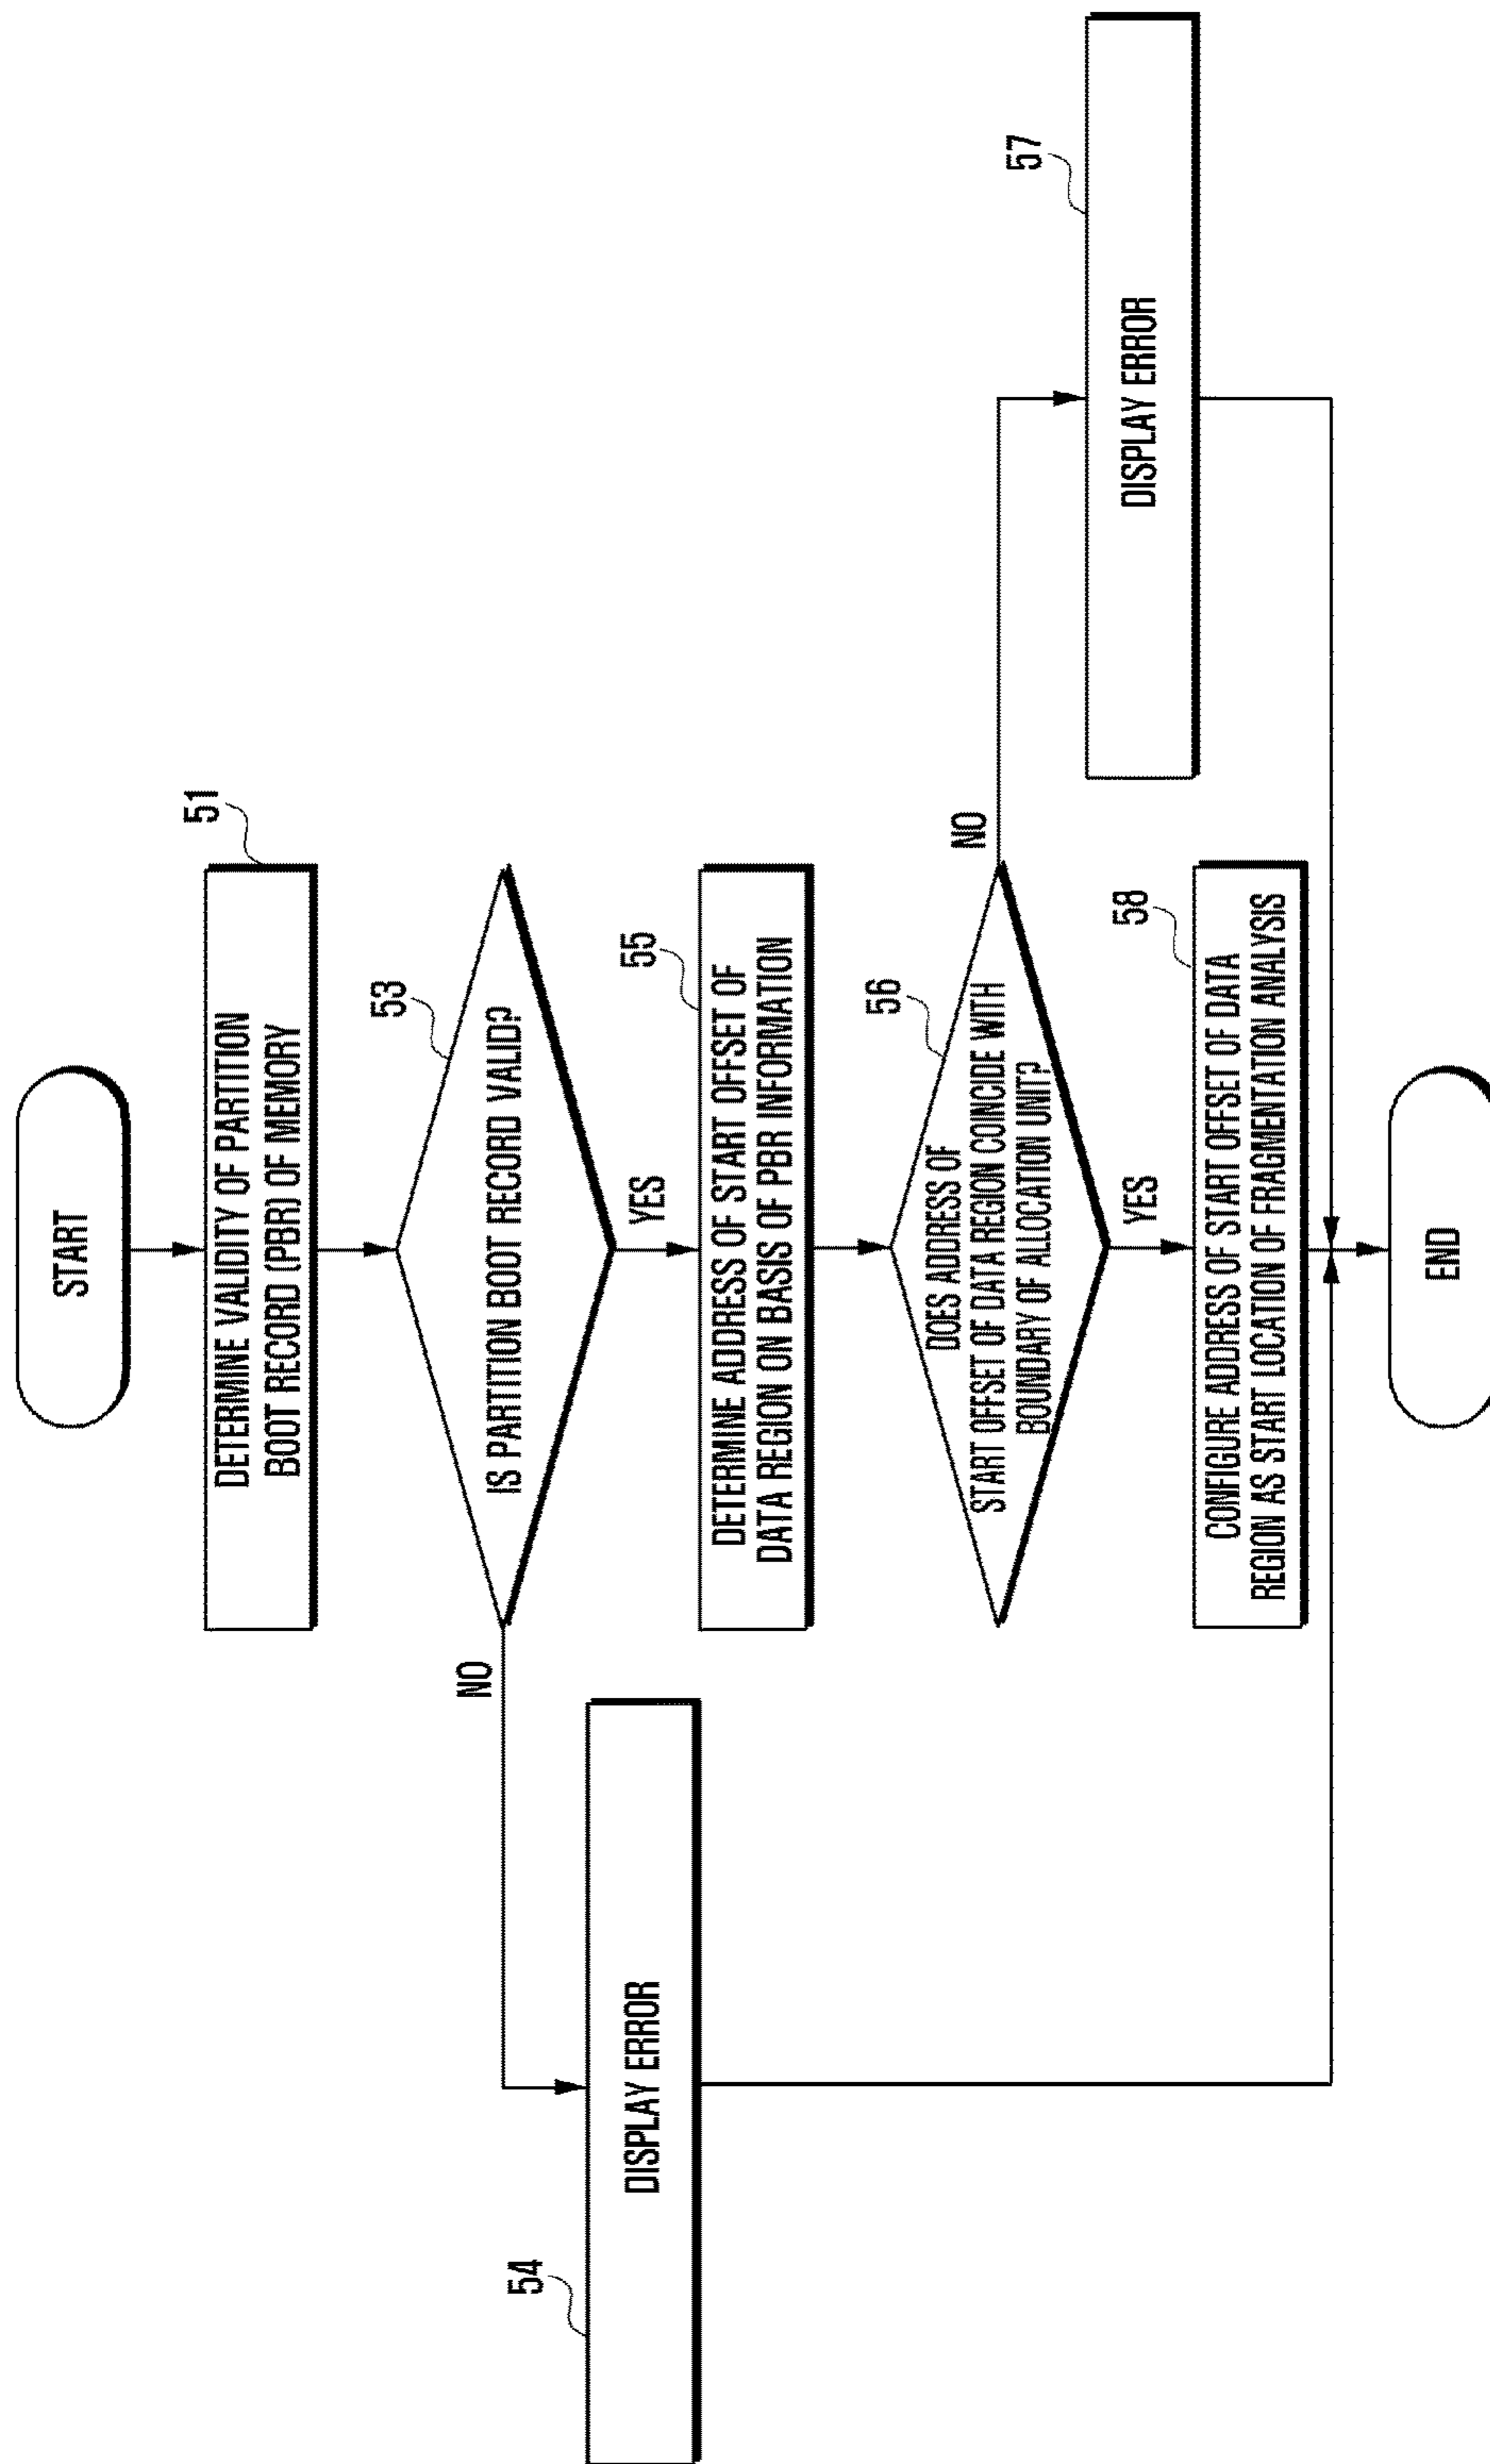 START
51
DETERMINE VALIDITY OF PARTITION
BOOT RECORD (PBR) OF MEMORY
53
IS PARTITION BOOT RECORD VALID?
NO
YES
54
DISPLAY ERROR
55
DETERMINE ADDRESS OF START OFFSET OF
DATA REGION ON BASIS OF PBR INFORMATION
56
DOES ADDRESS OF
START OFFSET OF DATA REGION COINCIDE WITH
BOUNDARY OF ALLOCATION UNIT?
NO
YES
57
DISPLAY ERROR
58
CONFIGURE ADDRESS OF START OFFSET OF DATA
REGION AS START LOCATION OF FRAGMENTATION ANALYSIS
END